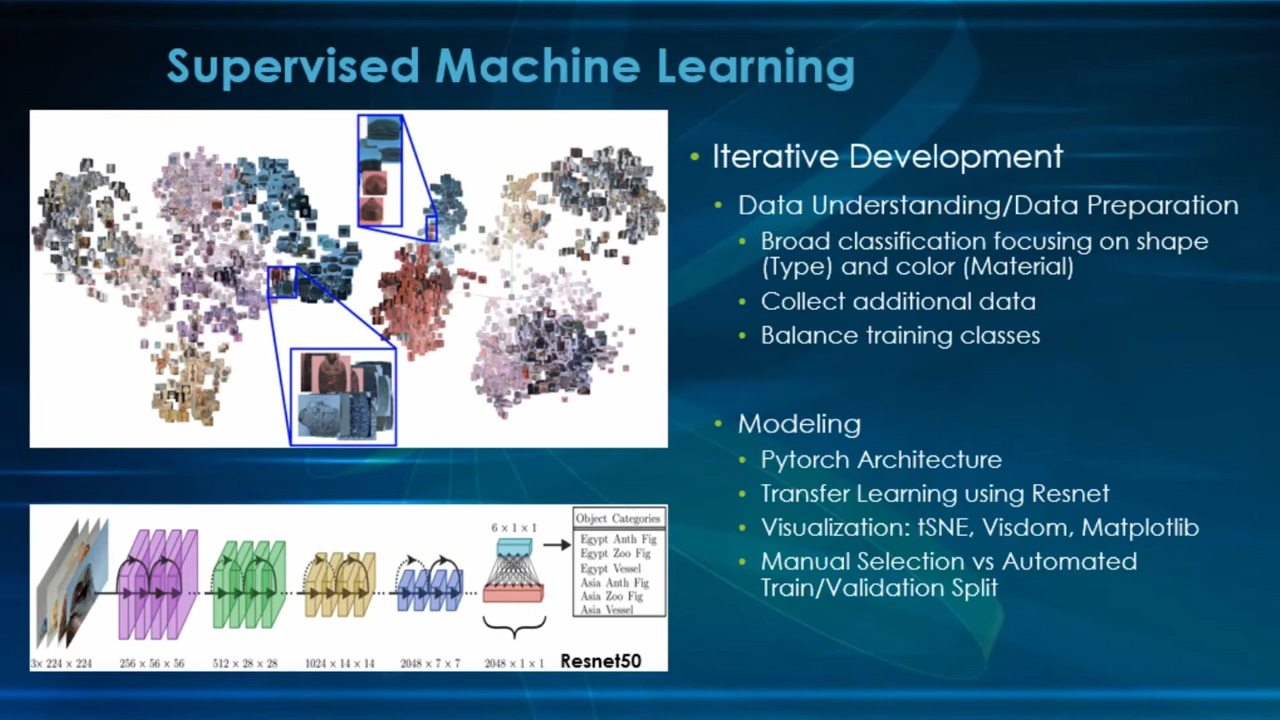 Supervised Machine Learning
• Iterative Development
• Data Understanding/Data Preparation
• Broad classification focusing on shape
(Type) and color (Material)
• Collect additional data
• Balance training classes
• Modeling
• Pytorch Architecture
• Transfer Learning using Resnet
• Visualization: tSNE, Visdom, Matplotlib
• Manual Selection vs Automated
Train/Validation Split
6 × 1 × 1
Object Categories
Egypt Anth Fig
Egypt Zoo Fig
Egypt Vessel
Asia Anth Fig
Asia Zoo Fig
Asia Vessel
3× 224 × 224
256 × 56 × 56
512 × 28 × 28
1024 × 14 × 14
2048 × 7 × 7
2048 × 1 × 1
Resnet50